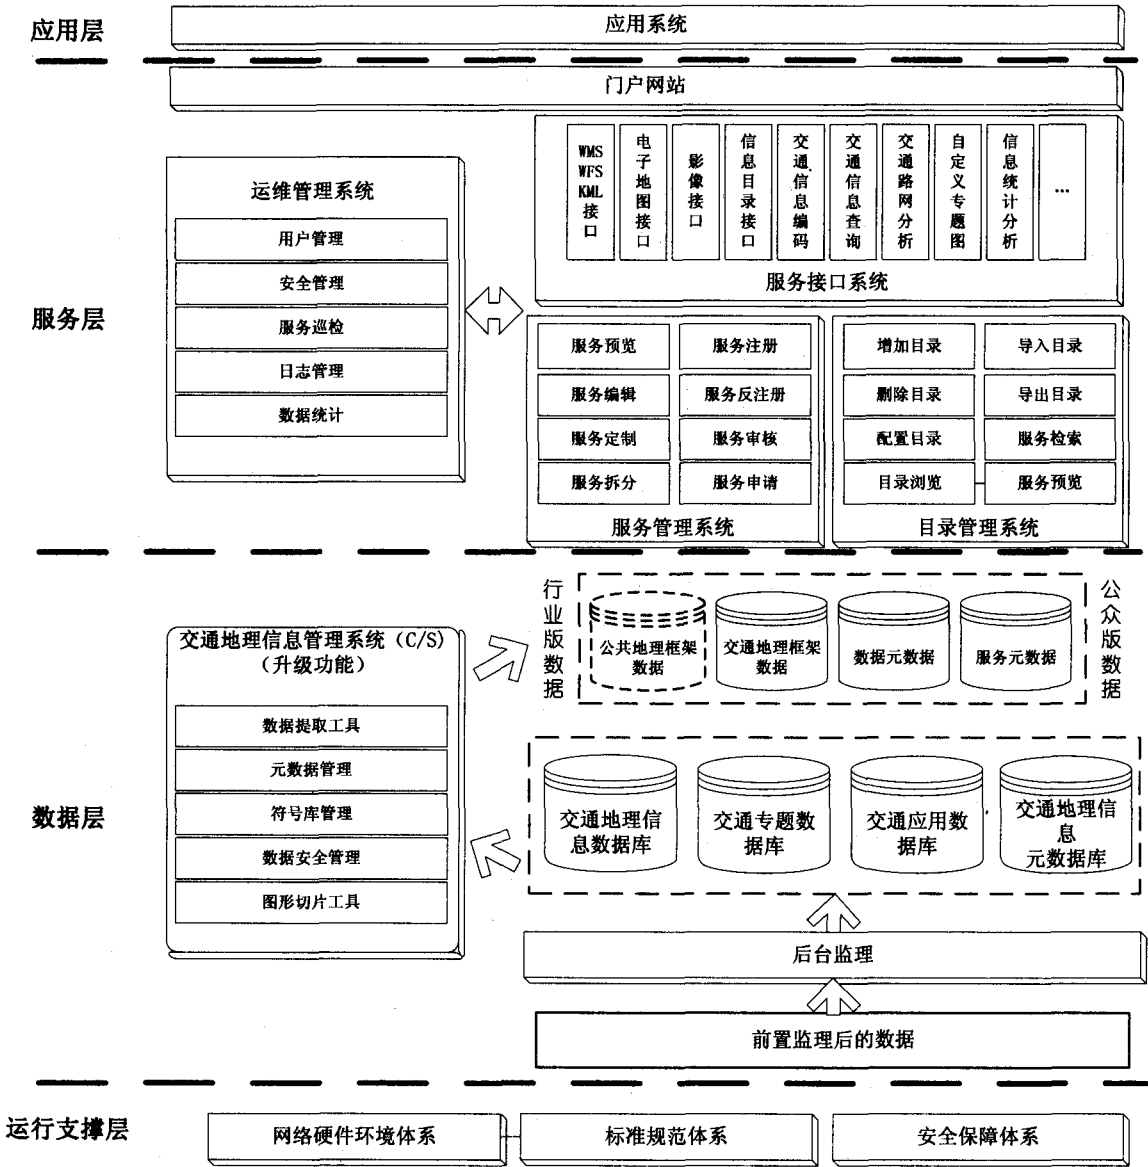 应用层
应用系统
门户网站
服务层
运维管理系统
用户管理
安全管理
服务巡检
日志管理
数据统计
WMS
WFS
KML
接
口
电子地图接口
影像接口
信息目录接口
交通信息编码
交通信息查询
交通路网分析
自定义专题图
信息统计分析
...
服务接口系统
服务预览
服务注册
服务编辑
服务反注册
服务定制
服务审核
服务拆分
服务申请
服务管理系统
增加目录
导入目录
删除目录
导出目录
配置目录
服务检索
目录浏览
服务预览
目录管理系统
数据层
交通地理信息管理系统（C/S）
（升级功能）
数据提取工具
元数据管理
符号库管理
数据安全管理
图形切片工具
行业版数据
公共地理框架
数据
交通地理框架
数据
数据元数据
服务元数据
公众版数据
交通地理信
息数据库
交通专题数
据库
交通应用数
据库
交通地理信
息
元数据库
后台监理
前置监理后的数据
运行支撑层
网络硬件环境体系
标准规范体系
安全保障体系